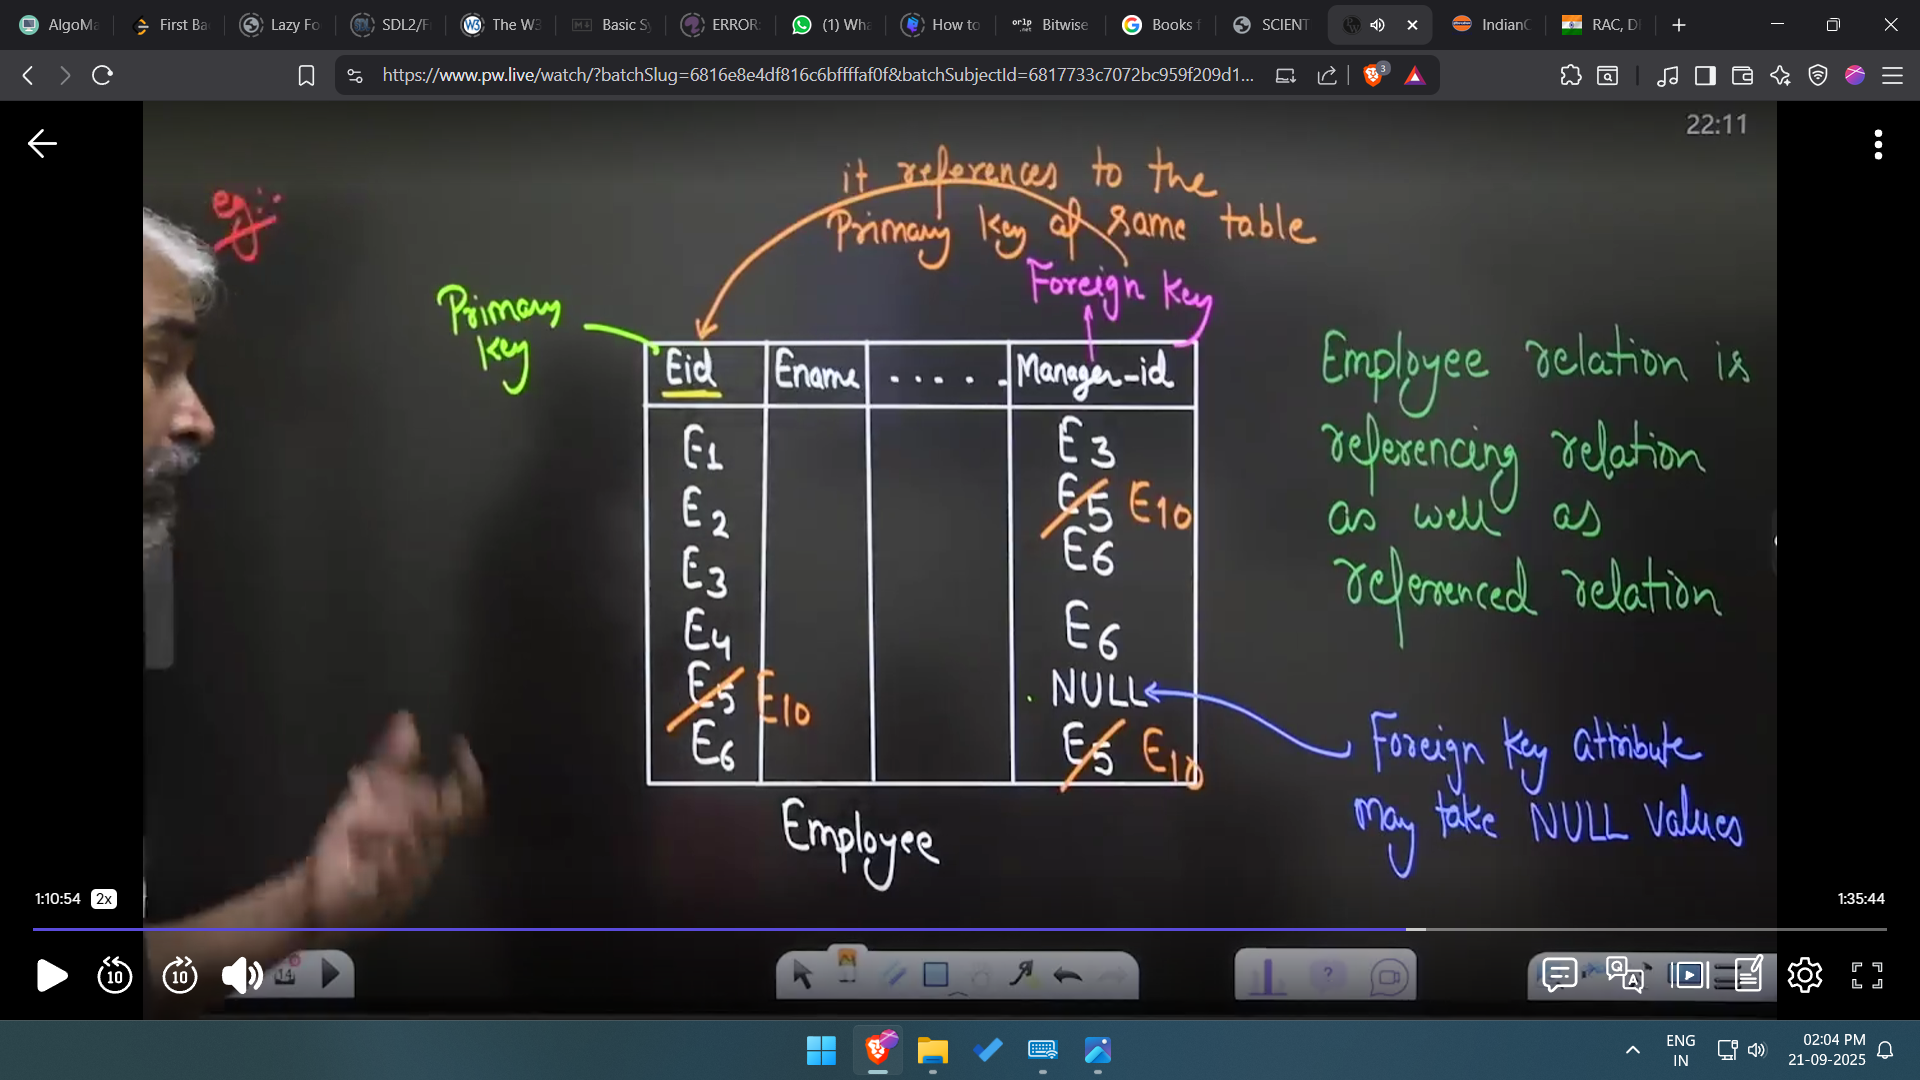 AlgoMa
First Ba
Lazy Fo
SDL2/F
The W3
Basic Sy
ERROR:
(1) Wha
How to
Bitwise
Books f
SCIENT
IndianC
RAC, D
https://www.pw.live/watch/?batchSlug=6816e8e4df816c6bffffaf0f&batchSubjectId=6817733c7072bc959f209d1...
3
22:11
eg:-
it references to the
Primary key of same table
Foreign key
Primary
key
Eid Ename ..... Manager-id
E1 E3
E2 E5 E10
E3 E6
E4 E6
E5 E10 NULL
E6 E5 E10
Employee
Employee relation is
referencing relation
as well as
referenced relation
Foreign key attribute
may take NULL values
1:10:54 2x
1:35:44
10
10
14
ENG
IN
02:04 PM
21-09-2025